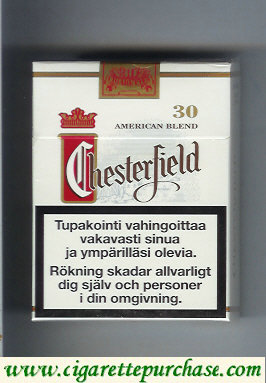 30
AMERICAN BLEND
Chesterfield
Tupakointi vahingoittaa
vakavasti sinua
ja ympärilläsi olevia.
Rökning skadar allvarligt
dig själv och personer
i din omgivning.
www.cigarettepurchase.com